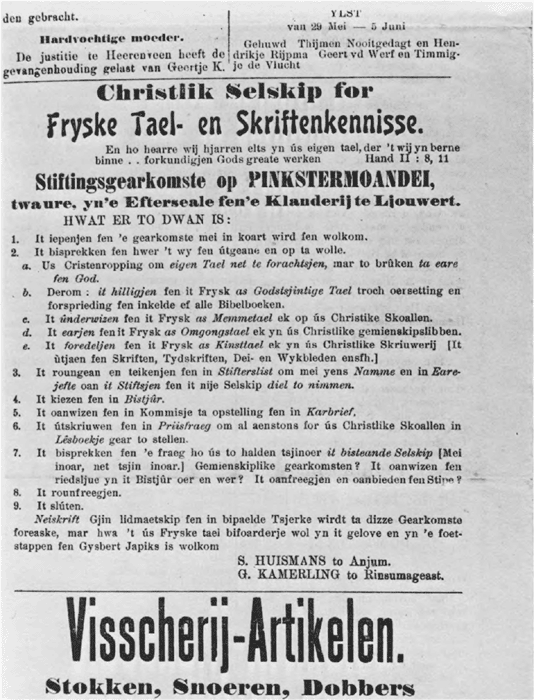 den gebracht.
Hardvochtige moeder.
De justitie te Heerenveen heeft de
gevangenhouding gelast van Geertje K.
YLST
van 29 Mei — 5 Juni
Gehuwd Thijmen Nooitgedagt en Hen-
drikje Rijpma Geert vd Werf en Timmig-
je de Vlucht
Christlik Selskip for
Fryske Tael- en Skriftenkennisse.
En ho hearre wij hjarren elts yn ús eigen tael, der 't wij yn berne
binne . . forkundigjen Gods greate werken Hand II : 8, 11
Stiftingsgearkomste op PINKSTERMOANDEI,
twaure, yn'e Efterseale fen'e Klanderij te Ljouwert.
HWAT ER TO DWAN IS:
1. It iepenjen fen 'e gearkomste mei in koart wird fen wolkom.
2. It bisprekken fen hwer 't wy fen útgeane en op ta wolle.
a. Us Cristenropping om eigen Tael net te forachtsjen, mar to brûken ta eare
fen God.
b. Derom : it hilligjen fen it Frysk as Godstsjintige Tael troch oersetting en
forsprieding fen inkelde ef alle Bibelboeken.
c. It ûnderwizen fen it Frysk as Memmetael ek op ús Christike Skoallen.
d. It earjen fen it Frysk as Omgongstael ek yn ús Christlike gemienskipslibben.
e. It foredeljen fen it Frysk as Kinsttael ek yn ús Christlike Skriuwerij [It
ùtjaen fen Skriften, Tydskriften, Dei- en Wykbleden ensfh.]
3. It roungean en teikenjen fen in Stifterslist om mei yens Namme en in Eare-
jefte oan it Stiftsjen fen it nije Selskip diel to nimmen.
4. It kiezen fen in Bistjûr.
5. It oanwizen fen in Kommisje ta opstelling fen in Karbrief.
6. It útskriuwen fen in Priisfraeg om al aenstons for ús Christlike Skoallen in
Lêsboekje gear to stellen.
7. It bisprekken fen 'e fraeg ho ús to halden tsjinoer it bisteande Selskip [Mei
inoar, net tsjin inoar.] Gemienskiplike gearkomsten? It oanwizen fen
riedsljue yn it Bistjûr oer en wer? It oanfreegjen en oanbieden fen Stipe?
8. It rounfreegjen.
9. It slúten.
Neiskrift Gjin lidmaetskip fen in bipaelde Tsjerke wirdt ta dizze Gearkomste
foreaske, mar hwa 't ús Fryske taei bifoarderje wol yn it gelove en yn 'e foet-
stappen fen Gysbert Japiks is wolkom
S. HUISMANS to Anjum.
G. KAMERLING to Rinsumageast.
Visscherij-Artikelen.
Stokken, Snoeren, Dobbers